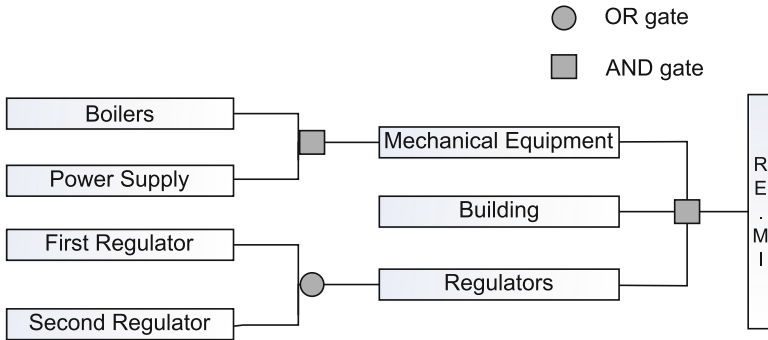 OR gate
AND gate
Boilers
Power Supply
First Regulator
Second Regulator
Mechanical Equipment
Building
Regulators
R
E
.
M
I